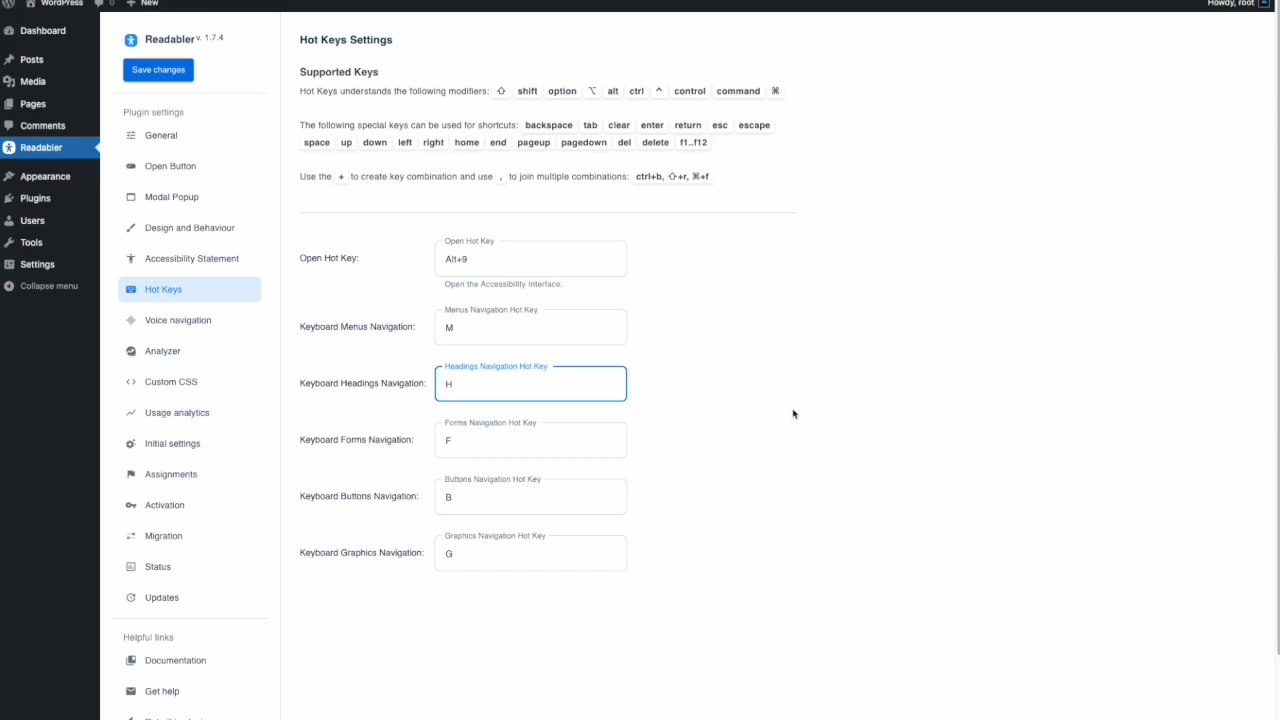 WordPress 0 New Howdy, root
Dashboard
Posts
Media
Pages
Comments
Readabler
Appearance
Plugins
Users
Tools
Settings
Collapse menu
Readabler v. 1.7.4
Save changes
Plugin settings
General
Open Button
Modal Popup
Design and Behaviour
Accessibility Statement
Hot Keys
Voice navigation
Analyzer
Custom CSS
Usage analytics
Initial settings
Assignments
Activation
Migration
Status
Updates
Helpful links
Documentation
Get help
Hot Keys Settings
Supported Keys
Hot Keys understands the following modifiers: ⇧ shift option ⌥ alt ctrl ^ control command ⌘
The following special keys can be used for shortcuts: backspace tab clear enter return esc escape
space up down left right home end pageup pagedown del delete f1..f12
Use the + to create key combination and use , to join multiple combinations: ctrl+b, ⇧+r, ⌘+f
Open Hot Key:
Open Hot Key
Alt+9
Open the Accessibility Interface.
Keyboard Menus Navigation:
Menus Navigation Hot Key
M
Keyboard Headings Navigation:
Headings Navigation Hot Key
H
Keyboard Forms Navigation:
Forms Navigation Hot Key
F
Keyboard Buttons Navigation:
Buttons Navigation Hot Key
B
Keyboard Graphics Navigation:
Graphics Navigation Hot Key
G